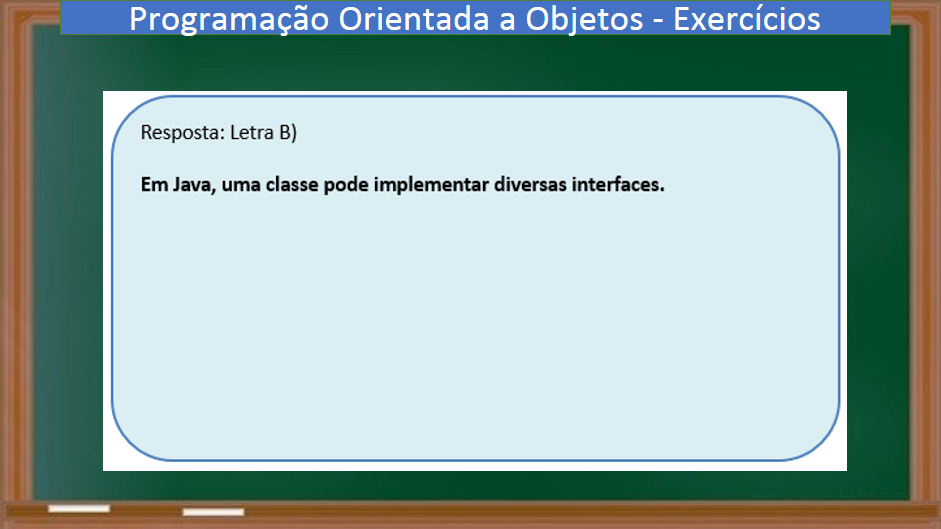 Programação Orientada a Objetos - Exercícios
Resposta: Letra B)
Em Java, uma classe pode implementar diversas interfaces.